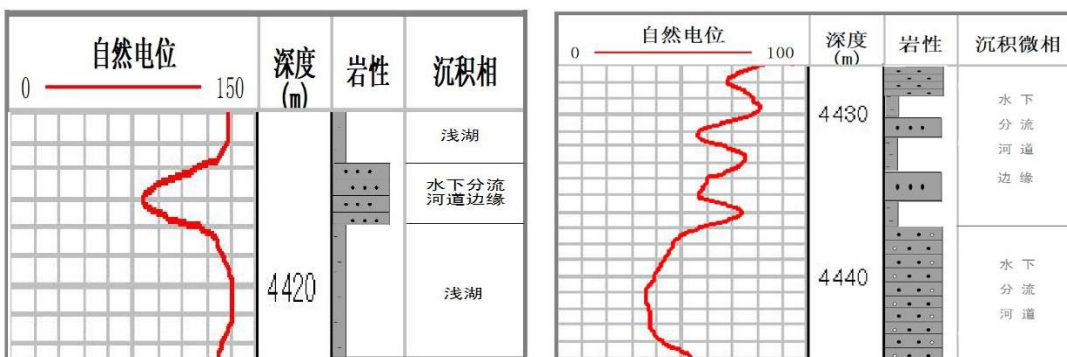 自然电位
0
150
深度
(m)
岩性
沉积相
浅湖
水下分流
河道边缘
4420
浅湖
自然电位
0
100
深度
(m)
岩性
沉积微相
4430
水下
分流
河道
边缘
4440
水下
分流
河道